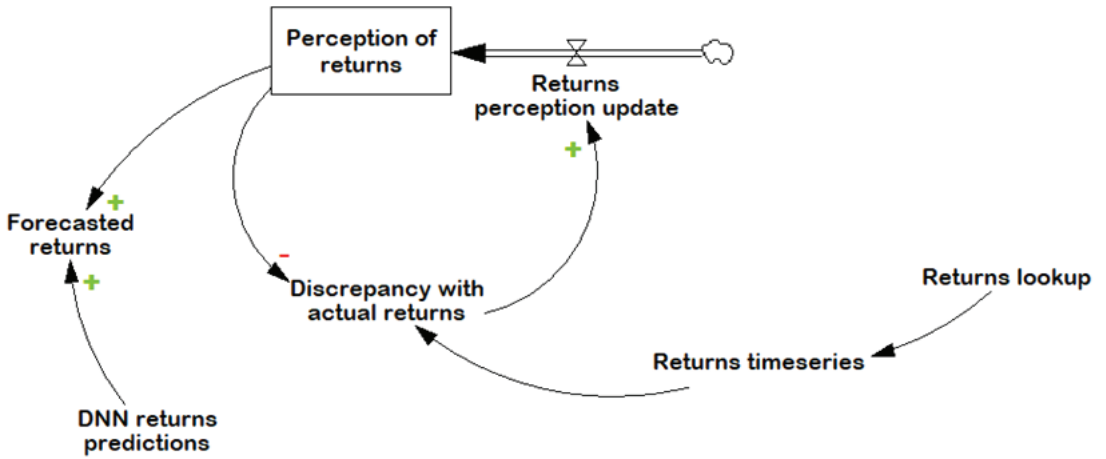 Perception of
returns
Returns
perception update
+
+
Forecasted
returns
+
-
Discrepancy with
actual returns
Returns lookup
Returns timeseries
DNN returns
predictions